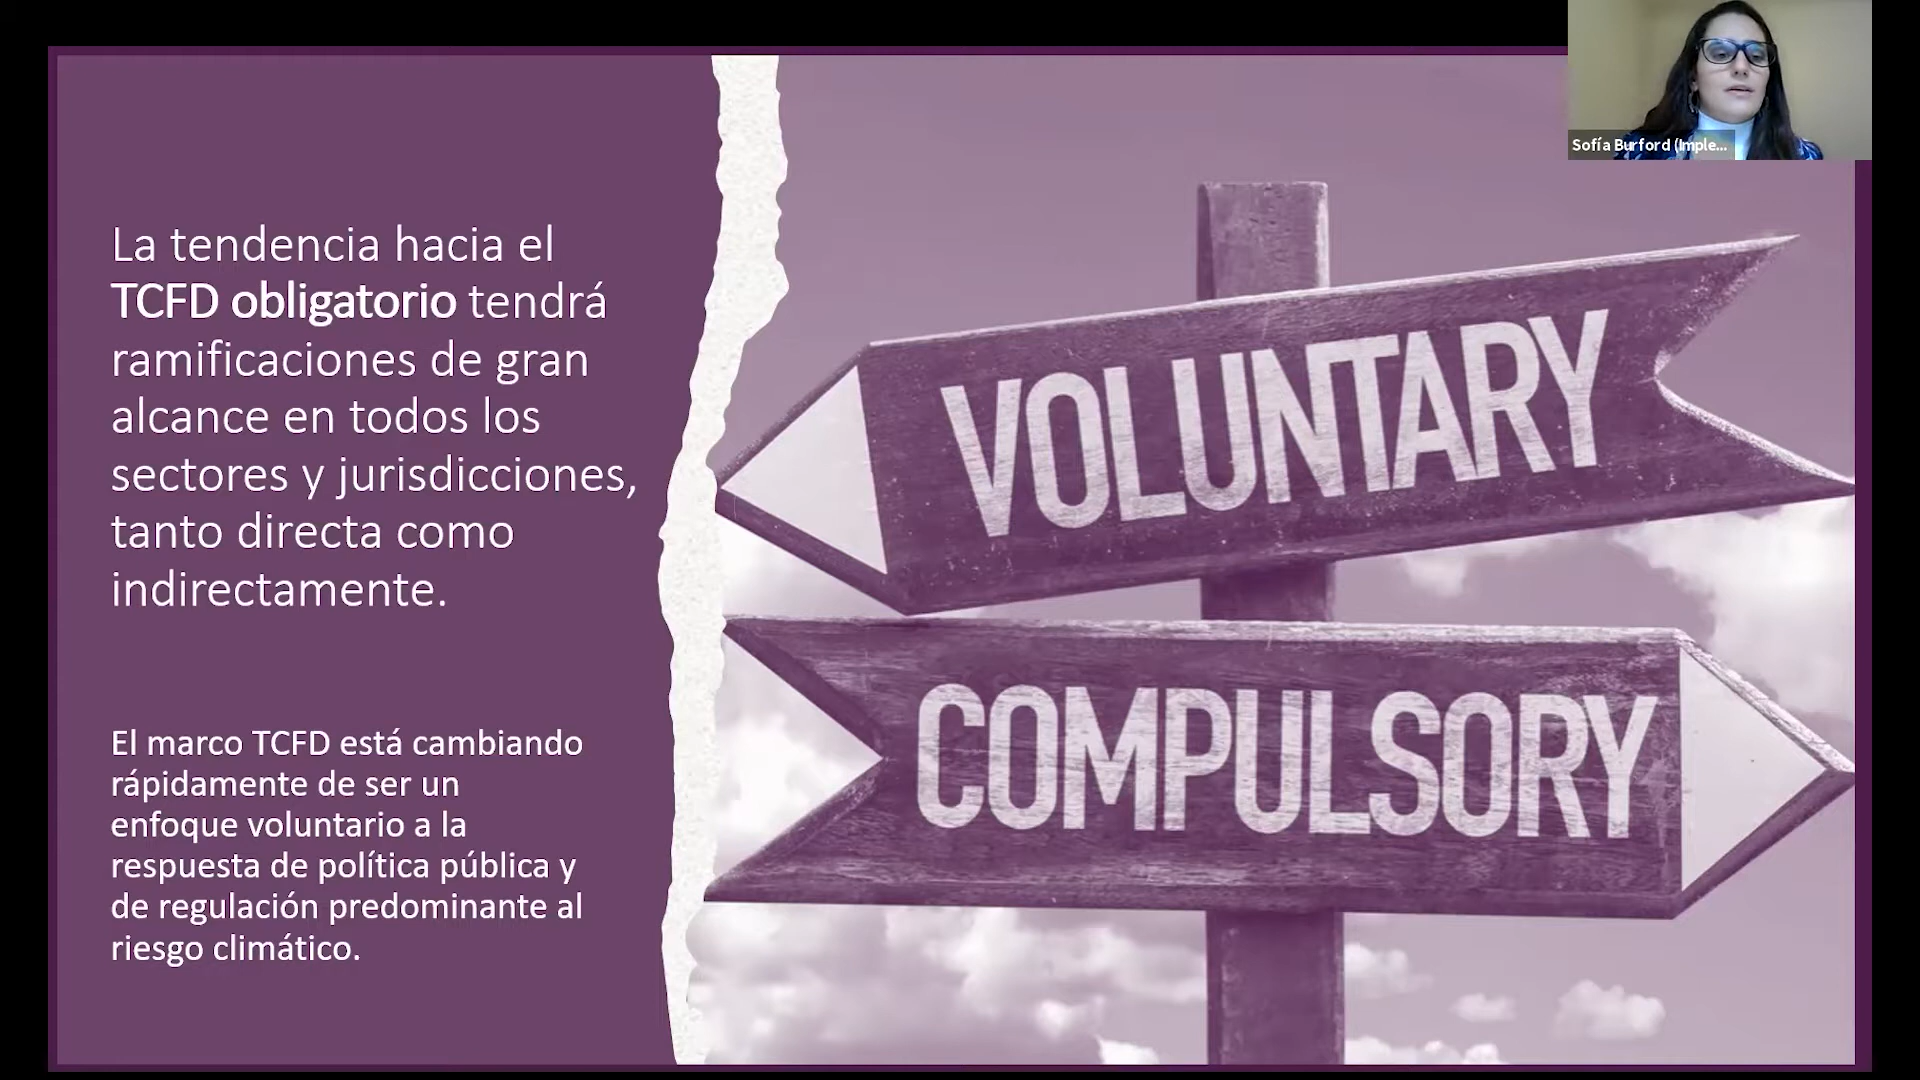 Sofía Burford (Imple...
La tendencia hacia el
TCFD obligatorio tendrá
ramificaciones de gran
alcance en todos los
sectores y jurisdicciones,
tanto directa como
indirectamente.
El marco TCFD está cambiando
rápidamente de ser un
enfoque voluntario a la
respuesta de política pública y
de regulación predominante al
riesgo climático.
VOLUNTARY
COMPULSORY